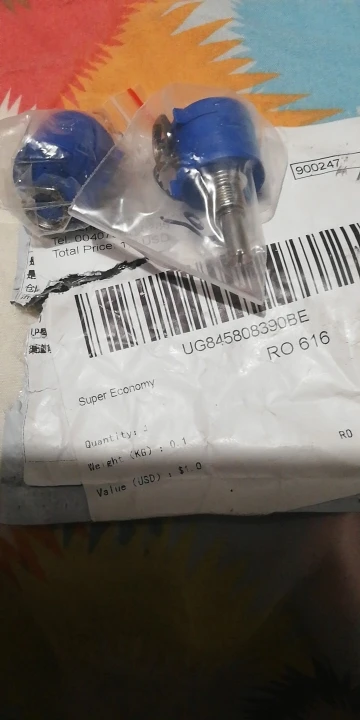 900247
Tel: 0040
Total Price:
UG845808390BE
RO 616
Super Economy
Quantity:
RO
Weight (KG) : 0.1
Value (USD) : $1.0